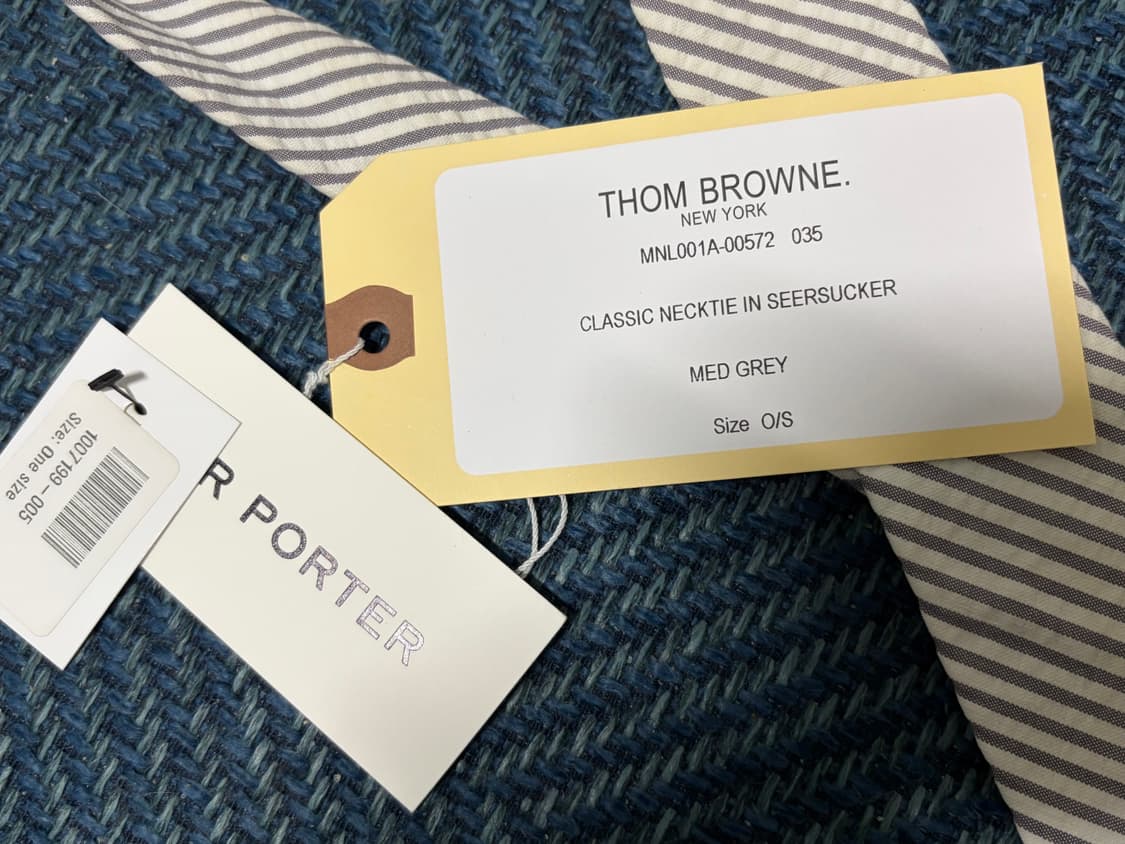 THOM BROWNE.
NEW YORK
MNL001A-00572 035
CLASSIC NECKTIE IN SEERSUCKER
MED GREY
Size O/S
R PORTER
1007199-005
Size: One size